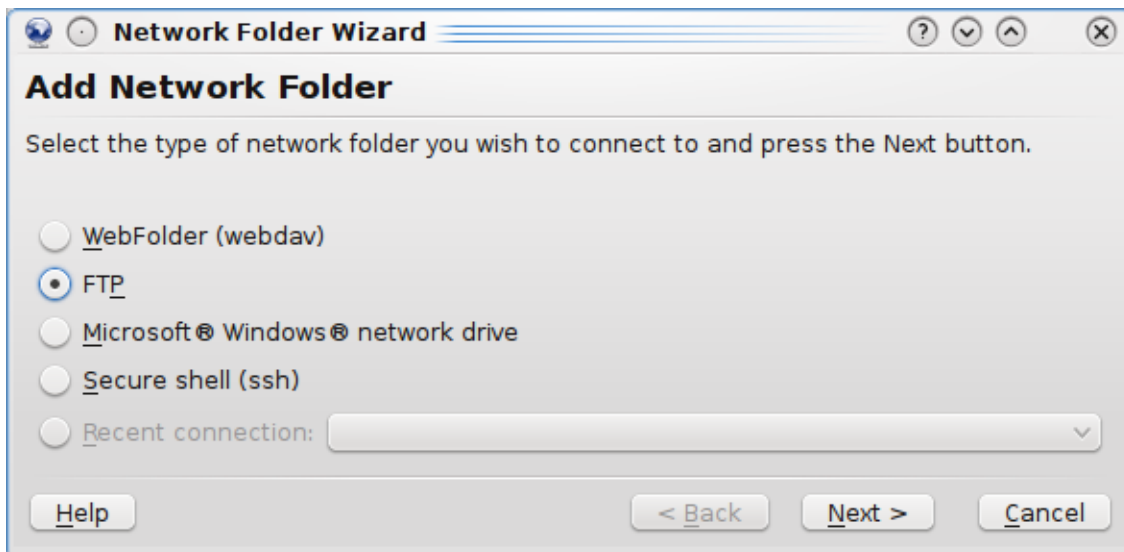 Network Folder Wizard
Add Network Folder
Select the type of network folder you wish to connect to and press the Next button.
WebFolder (webdav)
FTP
Microsoft® Windows® network drive
Secure shell (ssh)
Recent connection:
Help < Back Next > Cancel